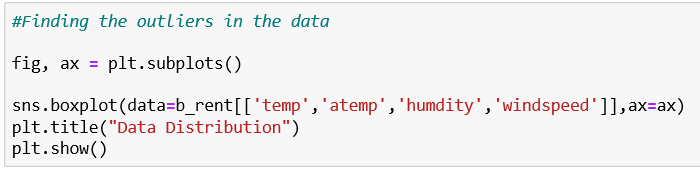 #Finding the outliers in the data
fig, ax = plt.subplots()
sns.boxplot(data=b_rent[['temp','atemp','humdity','windspeed']],ax=ax)
plt.title("Data Distribution")
plt.show()